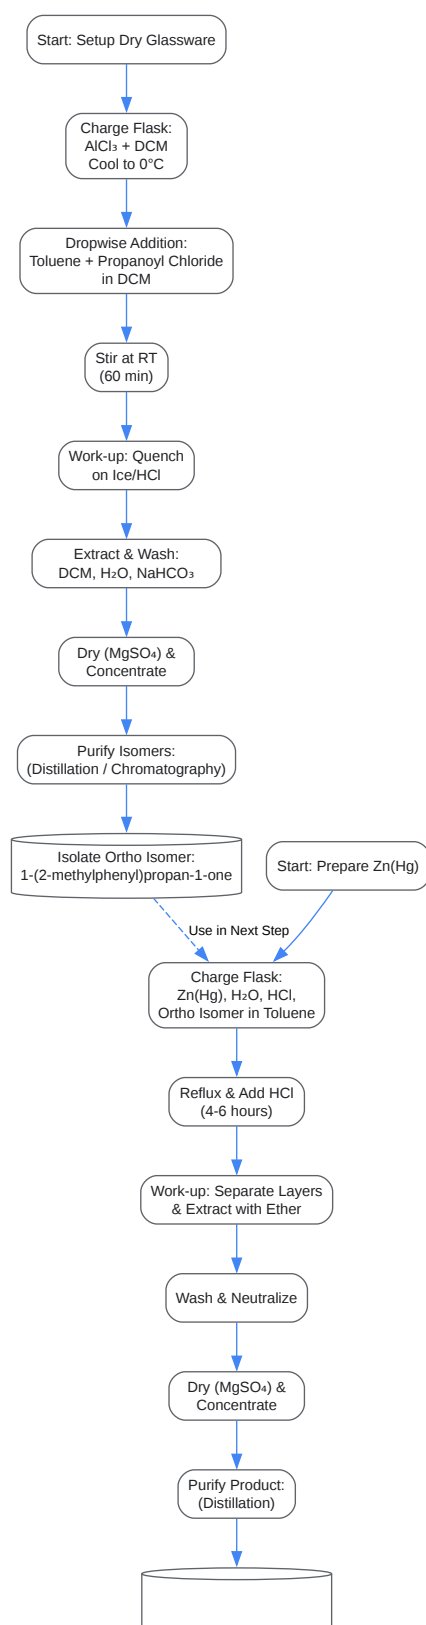 Start: Setup Dry Glassware
Charge Flask:
AlCl₃ + DCM
Cool to 0°C
Dropwise Addition:
Toluene + Propanoyl Chloride
in DCM
Stir at RT
(60 min)
Work-up: Quench
on Ice/HCl
Extract & Wash:
DCM, H₂O, NaHCO₃
Dry (MgSO₄) &
Concentrate
Purify Isomers:
(Distillation / Chromatography)
Isolate Ortho Isomer:
1-(2-methylphenyl)propan-1-one
Start: Prepare Zn(Hg)
Use in Next Step
Charge Flask:
Zn(Hg), H₂O, HCl,
Ortho Isomer in Toluene
Reflux & Add HCl
(4-6 hours)
Work-up: Separate Layers
& Extract with Ether
Wash & Neutralize
Dry (MgSO₄) &
Concentrate
Purify Product:
(Distillation)